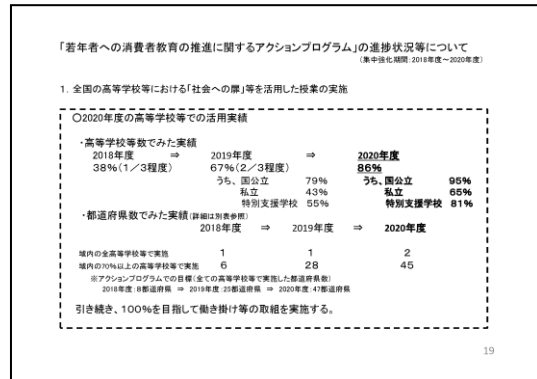 「若年者への消費者教育の推進に関するアクションプログラム」の進捗状況等について
(集中強化期間:2018年度~2020年度)
1. 全国の高等学校等における「社会への扉」等を活用した授業の実施
〇2020年度の高等学校等での活用実績
・高等学校等数でみた実績
2018年度 ⇒ 2019年度 ⇒ 2020年度
38%(1/3程度) 67%(2/3程度) 86%
うち、国公立 79% うち、国公立 95%
私立 43% 私立 65%
特別支援学校 55% 特別支援学校 81%
・都道府県数でみた実績(詳細は別表参照)
2018年度 ⇒ 2019年度 ⇒ 2020年度
域内の全高等学校等で実施 1 1 2
域内の70%以上の高等学校等で実施 6 28 45
※アクションプログラムでの目標(全ての高等学校等で実施した都道府県数)
2018年度:8都道府県 ⇒ 2019年度:25都道府県 ⇒ 2020年度:47都道府県
引き続き、100%を目指して働き掛け等の取組を実施する。
19